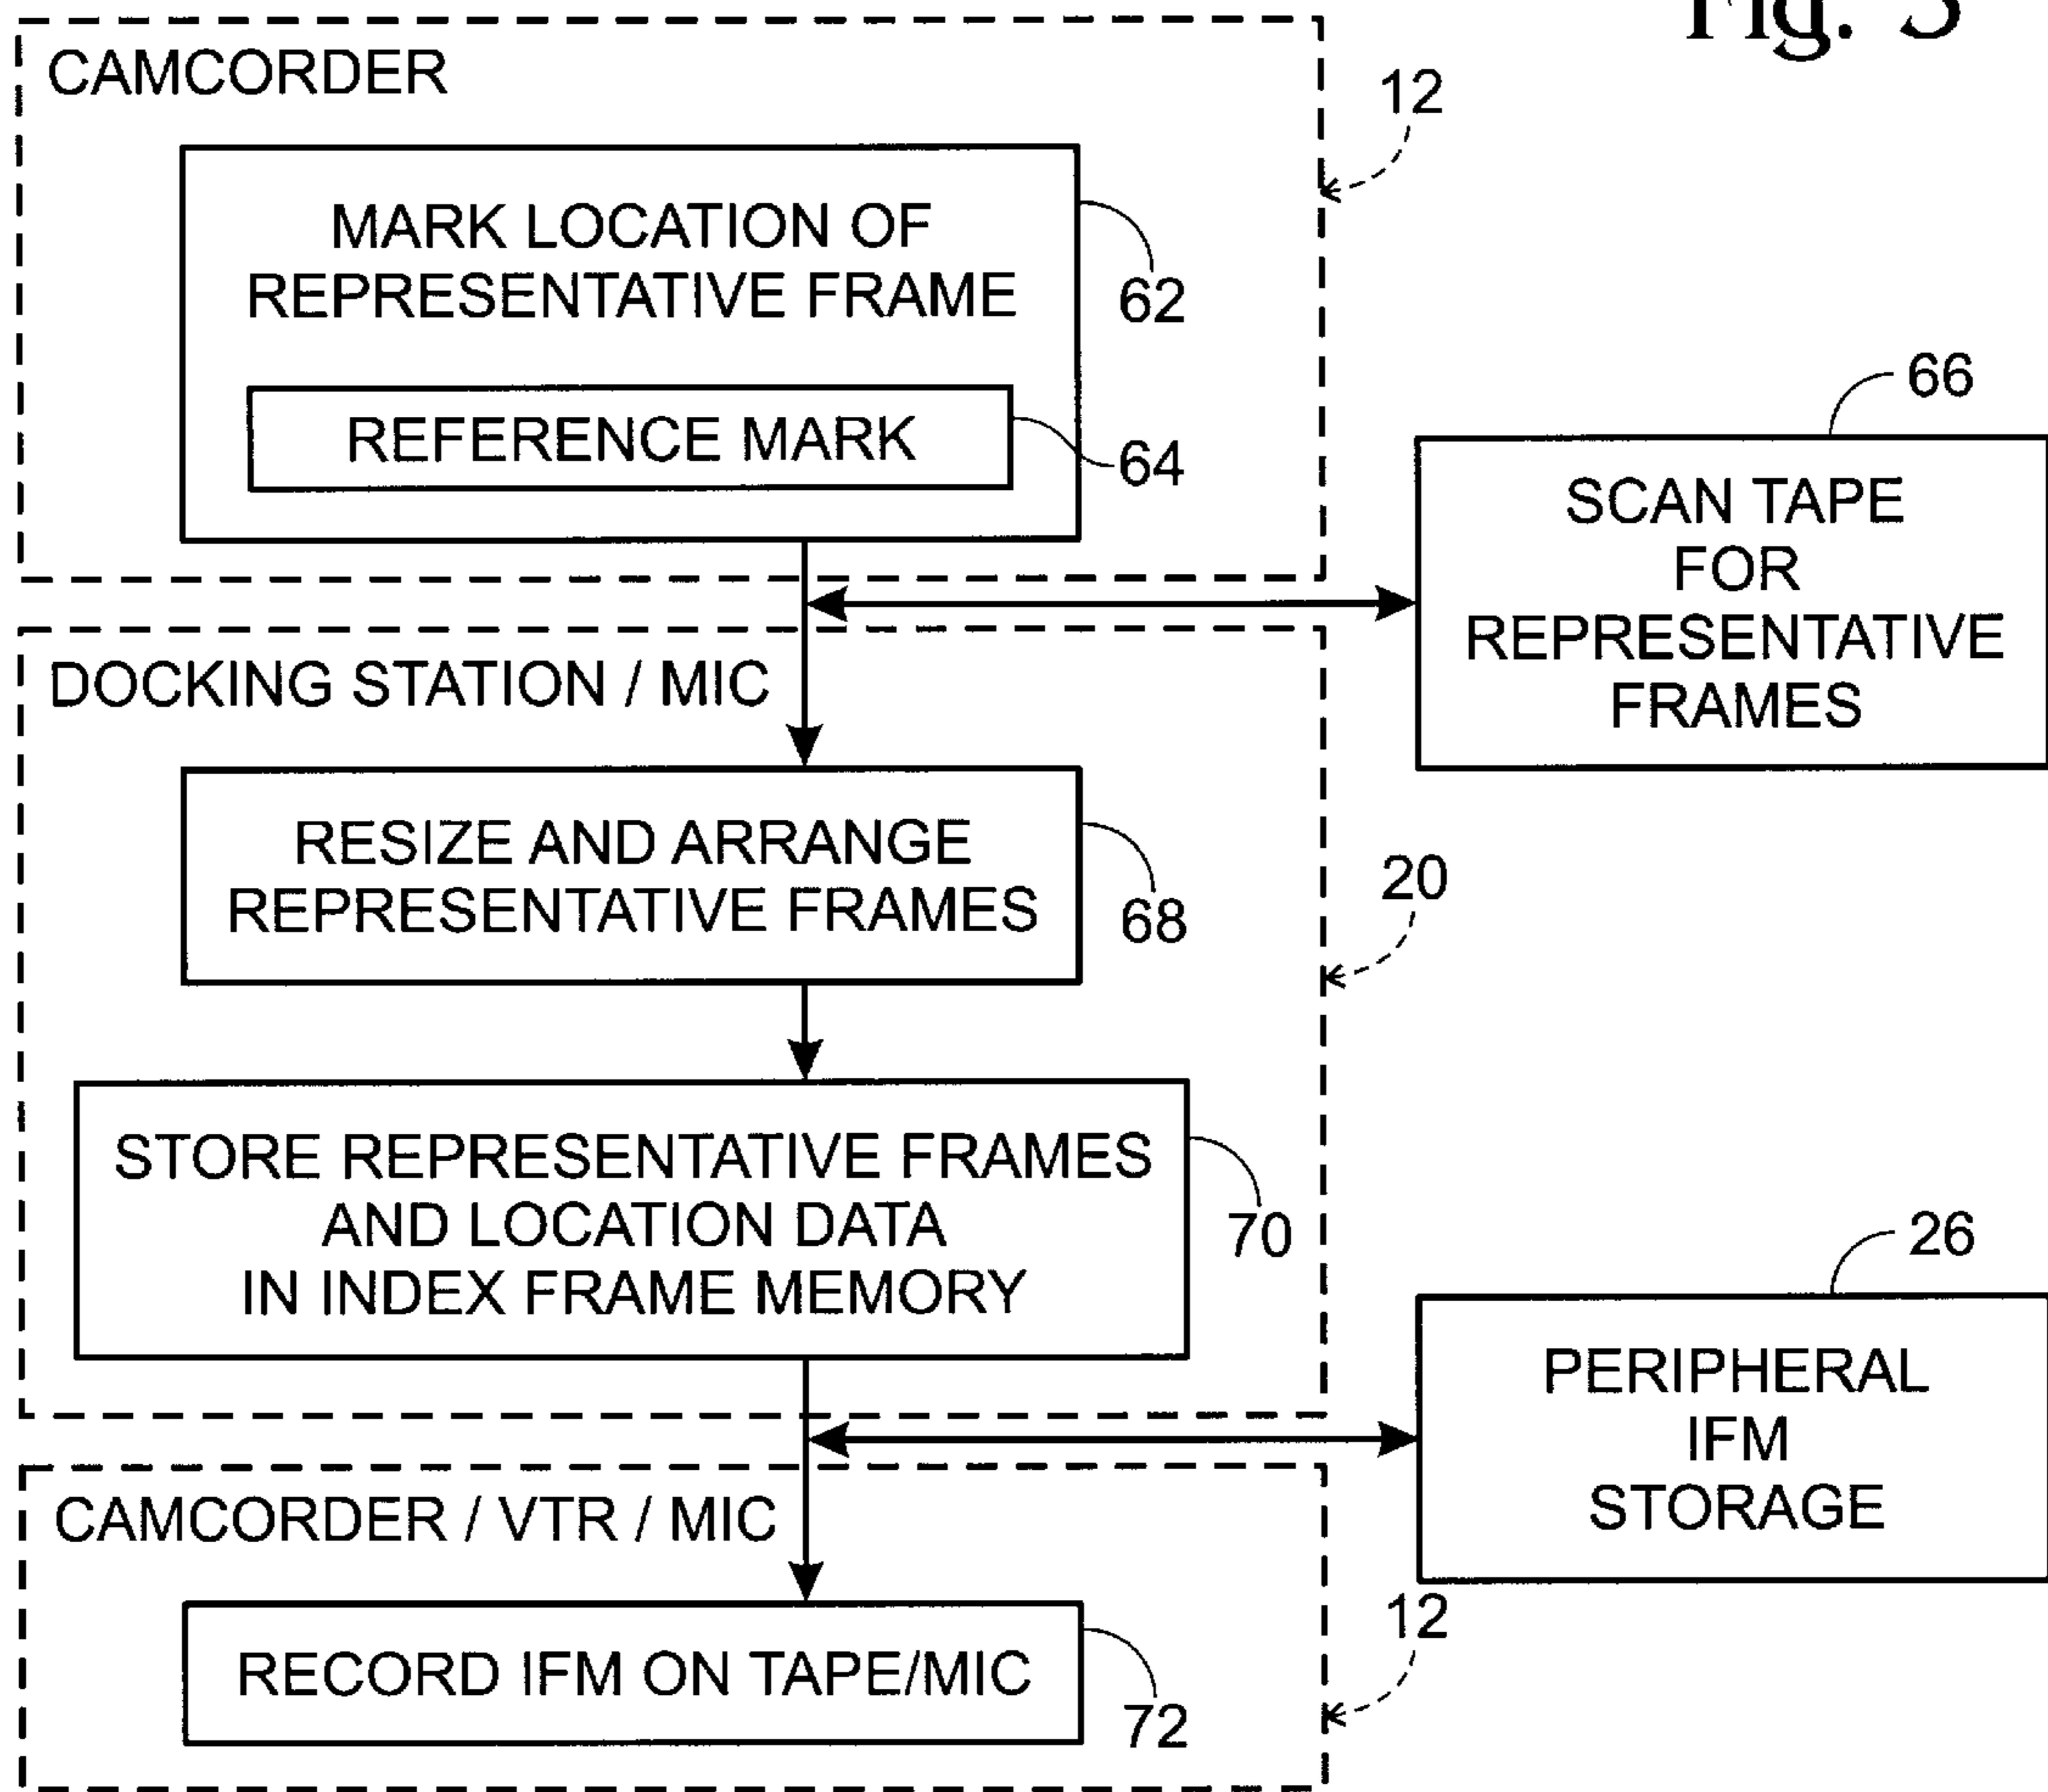 Fig. 3
CAMCORDER
12
MARK LOCATION OF
REPRESENTATIVE FRAME
62
REFERENCE MARK
64
66
SCAN TAPE
FOR
REPRESENTATIVE
FRAMES
DOCKING STATION / MIC
RESIZE AND ARRANGE
REPRESENTATIVE FRAMES
68
20
STORE REPRESENTATIVE FRAMES
AND LOCATION DATA
IN INDEX FRAME MEMORY
70
26
PERIPHERAL
IFM
STORAGE
CAMCORDER / VTR / MIC
12
RECORD IFM ON TAPE/MIC
72